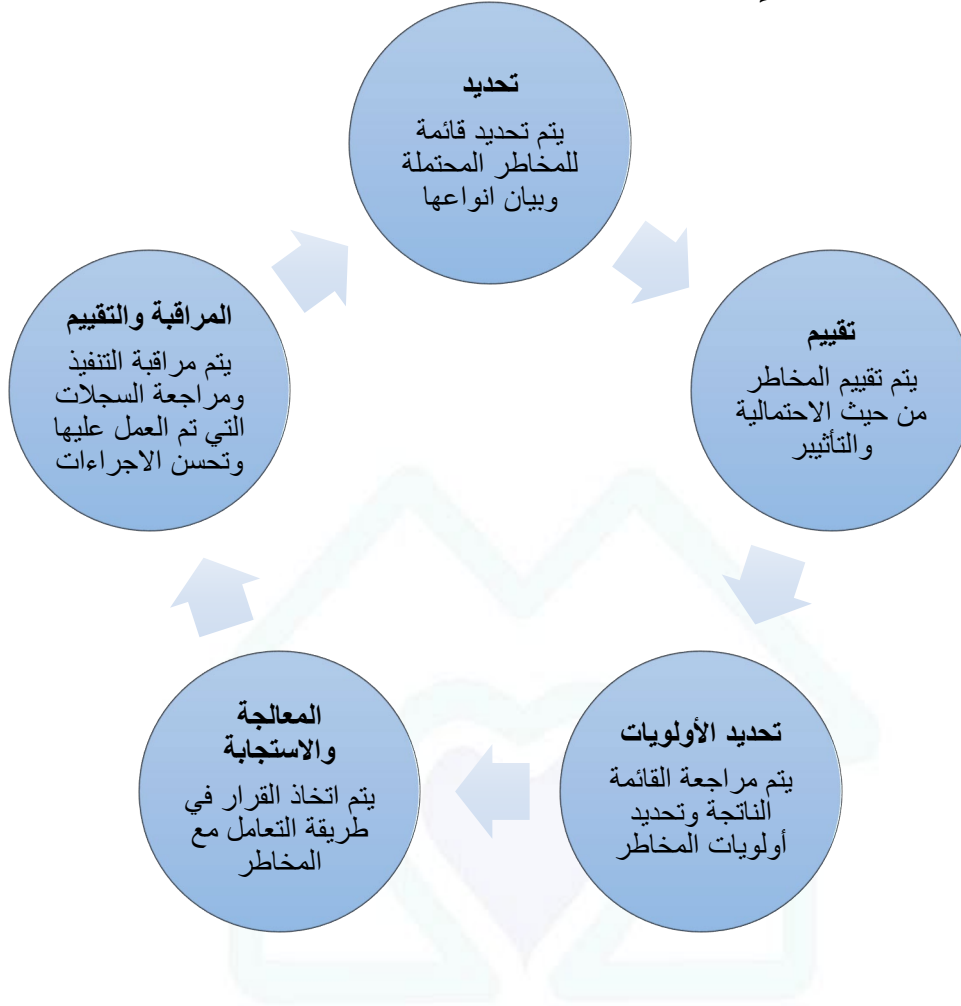 تحديد
يتم تحديد قائمة
للمخاطر المحتملة
وبيان انواعها
تقييم
يتم تقييم المخاطر
من حيث الاحتمالية
والتأثيبر
تحديد الأولويات
يتم مراجعة القائمة
الناتجة وتحديد
أولويات المخاطر
المعالجة
والاستجابة
يتم اتخاذ القرار في
طريقة التعامل مع
المخاطر
المراقبة والتقييم
يتم مراقبة التنفيذ
ومراجعة السجلات
التي تم العمل عليها
وتحسن الاجراءات